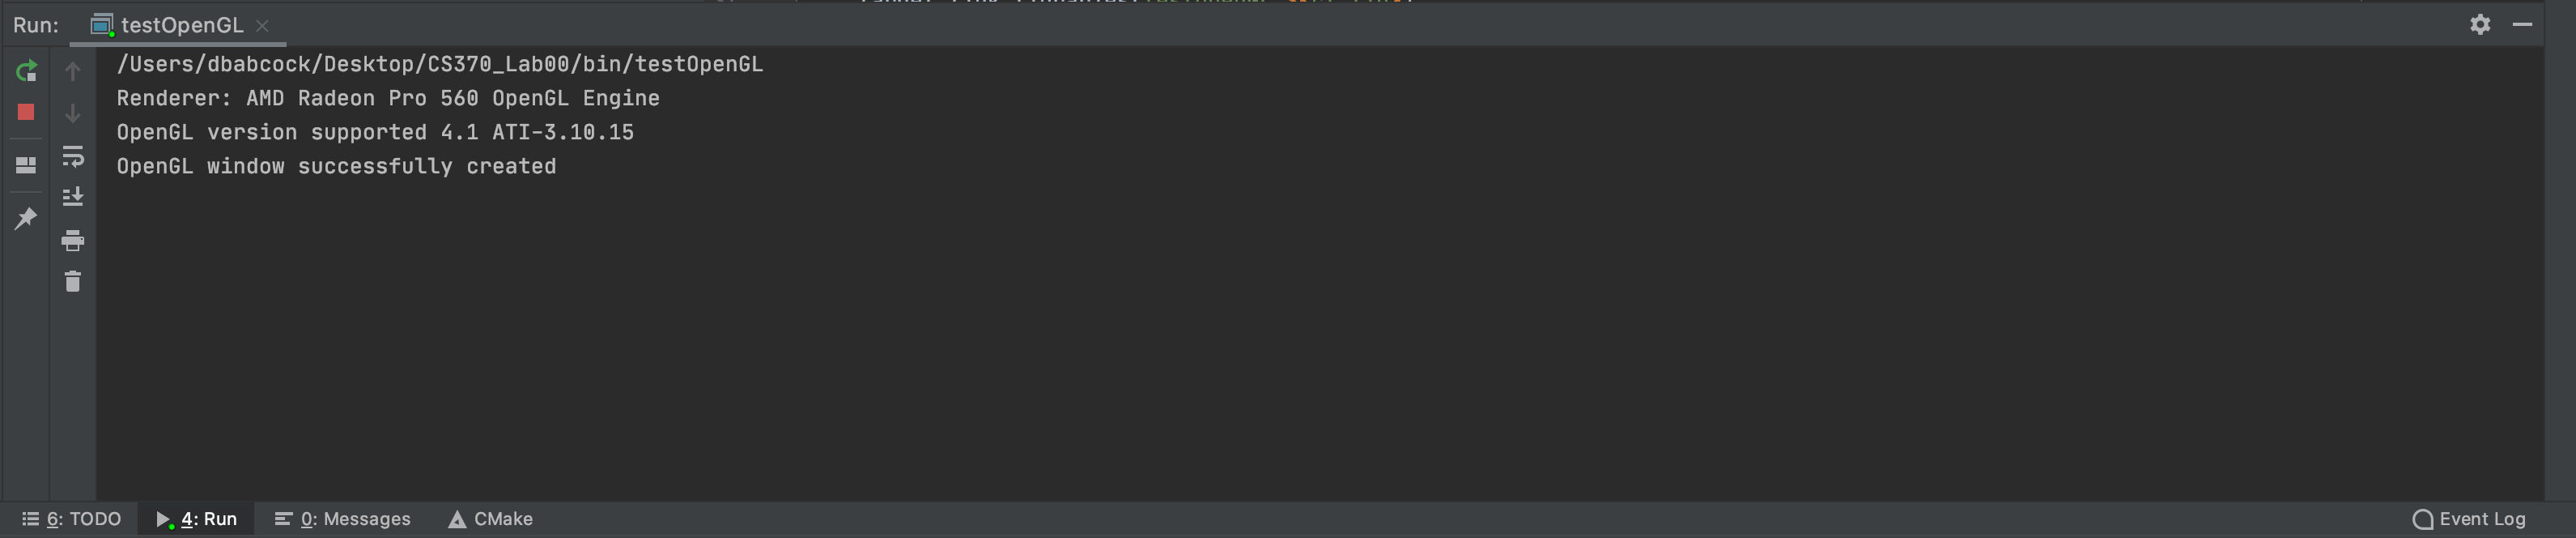 Run: testOpenGL
/Users/dbabcock/Desktop/CS370_Lab00/bin/testOpenGL
Renderer: AMD Radeon Pro 560 OpenGL Engine
OpenGL version supported 4.1 ATI-3.10.15
OpenGL window successfully created
6: TODO 4: Run 0: Messages CMake Event Log